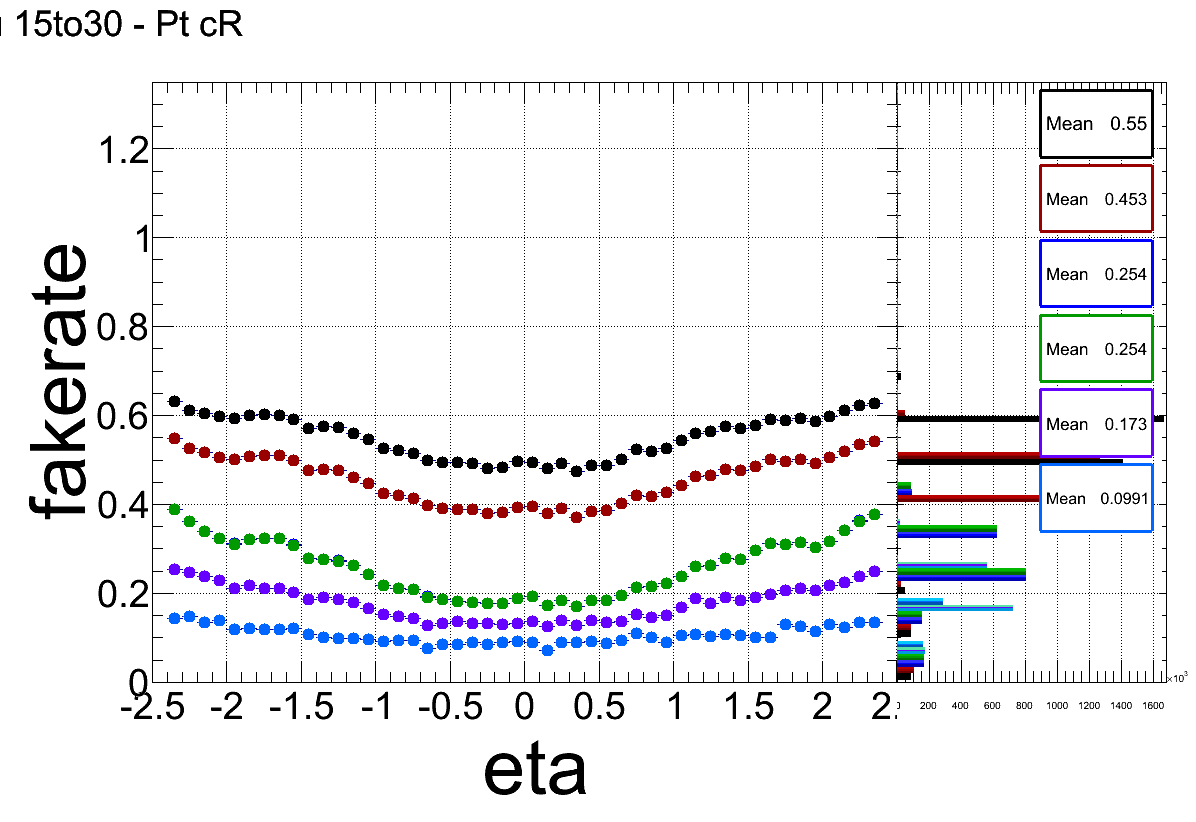 15to30 - Pt cR
fakerate
1.2
1
0.8
0.6
0.4
0.2
0
-2.5 -2 -1.5 -1 -0.5 0 0.5 1 1.5 2 2.
eta
Mean 0.55
Mean 0.453
Mean 0.254
Mean 0.254
Mean 0.173
Mean 0.0991
200 400 600 800 1000 1200 1400 1600
×10³